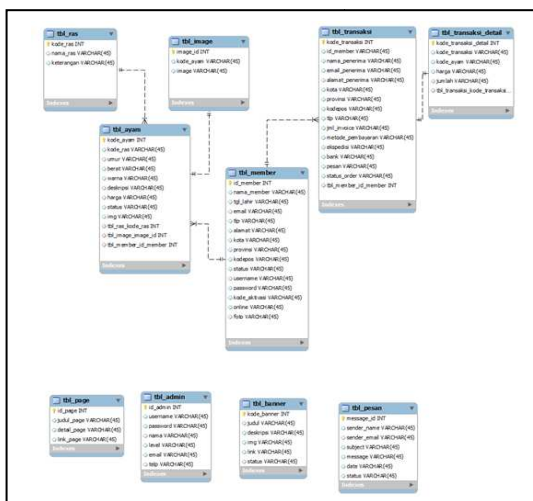 tbl_ras
kode_ras INT
nama_ras VARCHAR(45)
keterangan VARCHAR(45)
Indexes
tbl_image
image_id INT
kode_ayam VARCHAR(45)
image VARCHAR(45)
Indexes
tbl_transaksi
kode_transaksi INT
id_member VARCHAR(45)
nama_penerima VARCHAR(45)
email_penerima VARCHAR(45)
alamat_penerima VARCHAR(45)
kota VARCHAR(45)
provinsi VARCHAR(45)
kodepos VARCHAR(45)
tlp VARCHAR(45)
jml_invoice VARCHAR(45)
metode_pembayaran VARCHAR(45)
ekspedisi VARCHAR(45)
bank VARCHAR(45)
pesan VARCHAR(45)
status_order VARCHAR(45)
tbl_member_id_member INT
Indexes
tbl_transaksi_detail
kode_transaksi_detail INT
kode_transaksi VARCHAR(45)
kode_ayam VARCHAR(45)
harga VARCHAR(45)
jumlah VARCHAR(45)
tbl_transaksi_kode_transaks...
Indexes
tbl_ayam
kode_ayam INT
kode_ras VARCHAR(45)
umur VARCHAR(45)
berat VARCHAR(45)
warna VARCHAR(45)
deskripsi VARCHAR(45)
harga VARCHAR(45)
status VARCHAR(45)
img VARCHAR(45)
tbl_ras_kode_ras INT
tbl_image_image_id INT
tbl_member_id_member INT
Indexes
tbl_member
id_member INT
nama_member VARCHAR(45)
tgl_lahir VARCHAR(45)
email VARCHAR(45)
tlp VARCHAR(45)
alamat VARCHAR(45)
kota VARCHAR(45)
provinsi VARCHAR(45)
kodepos VARCHAR(45)
status VARCHAR(45)
username VARCHAR(45)
password VARCHAR(45)
kode_aktivasi VARCHAR(45)
online VARCHAR(45)
foto VARCHAR(45)
Indexes
tbl_page
id_page INT
judul_page VARCHAR(45)
detail_page VARCHAR(45)
link_page VARCHAR(45)
Indexes
tbl_admin
id_admin INT
username VARCHAR(45)
password VARCHAR(45)
nama VARCHAR(45)
level VARCHAR(45)
email VARCHAR(45)
telp VARCHAR(45)
Indexes
tbl_banner
kode_banner INT
judul VARCHAR(45)
deskripsi VARCHAR(45)
img VARCHAR(45)
link VARCHAR(45)
status VARCHAR(45)
Indexes
tbl_pesan
message_id INT
sender_name VARCHAR(45)
sender_email VARCHAR(45)
subject VARCHAR(45)
message VARCHAR(45)
date VARCHAR(45)
status VARCHAR(45)
Indexes